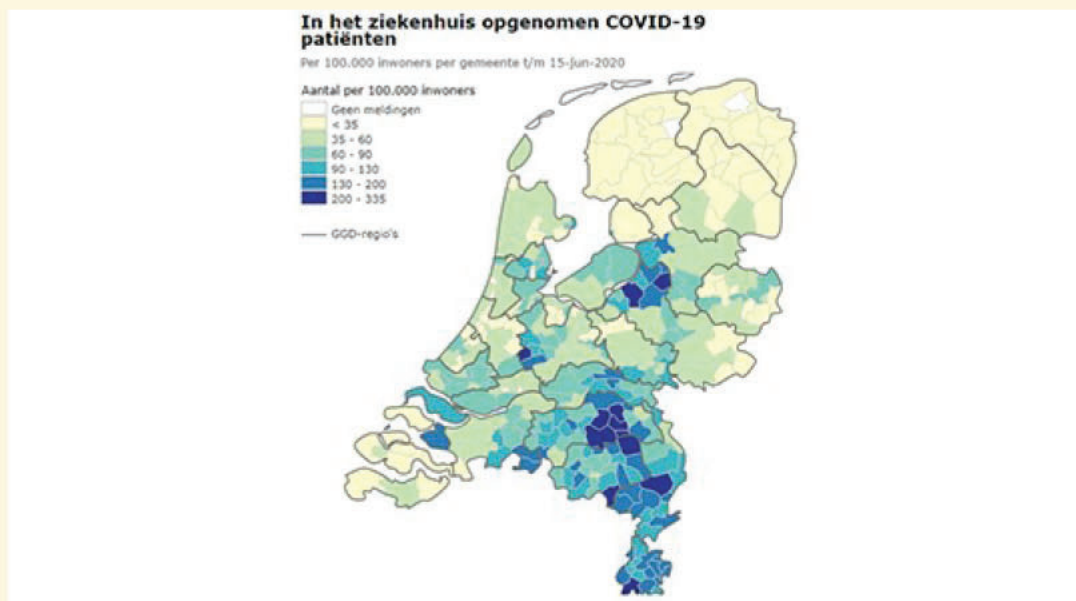 In het ziekenhuis opgenomen COVID-19
patiënten
Per 100.000 inwoners per gemeente t/m 15-jun-2020
Aantal per 100.000 inwoners
Geen meldingen
< 35
35 - 60
60 - 90
90 - 130
130 - 200
200 - 335
GGD-regio's